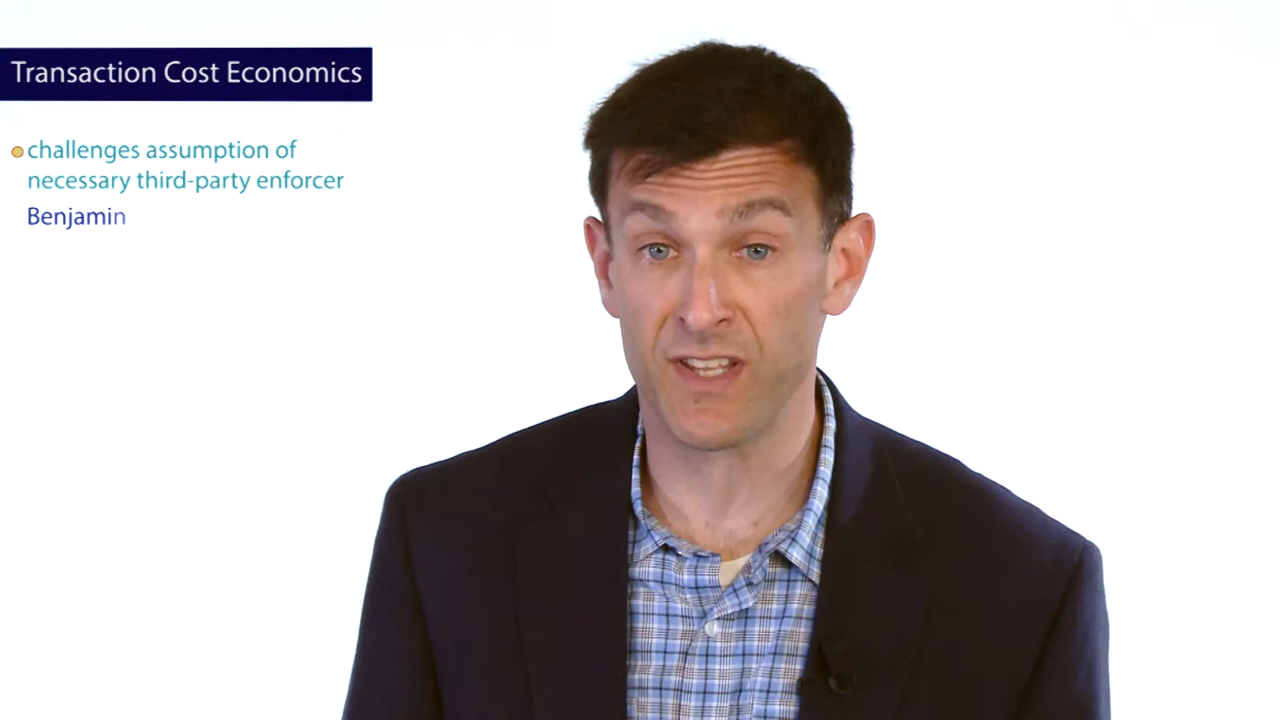 Transaction Cost Economics
challenges assumption of
necessary third-party enforcer
Benjamin